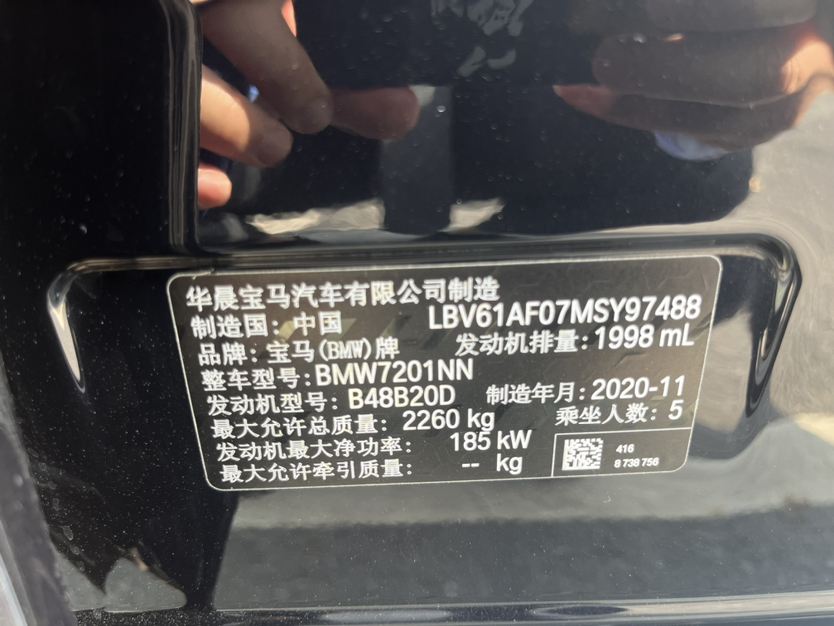 华晨宝马汽车有限公司制造
制造国：中国 LBV61AF07MSY97488
品牌：宝马(BMW)牌 发动机排量：1998 mL
整车型号：BMW7201NN
发动机型号：B48B20D 制造年月：2020-11
最大允许总质量：2260 kg 乘坐人数：5
发动机最大净功率：185 kW
最大允许牵引质量：-- kg
416
8 738 756